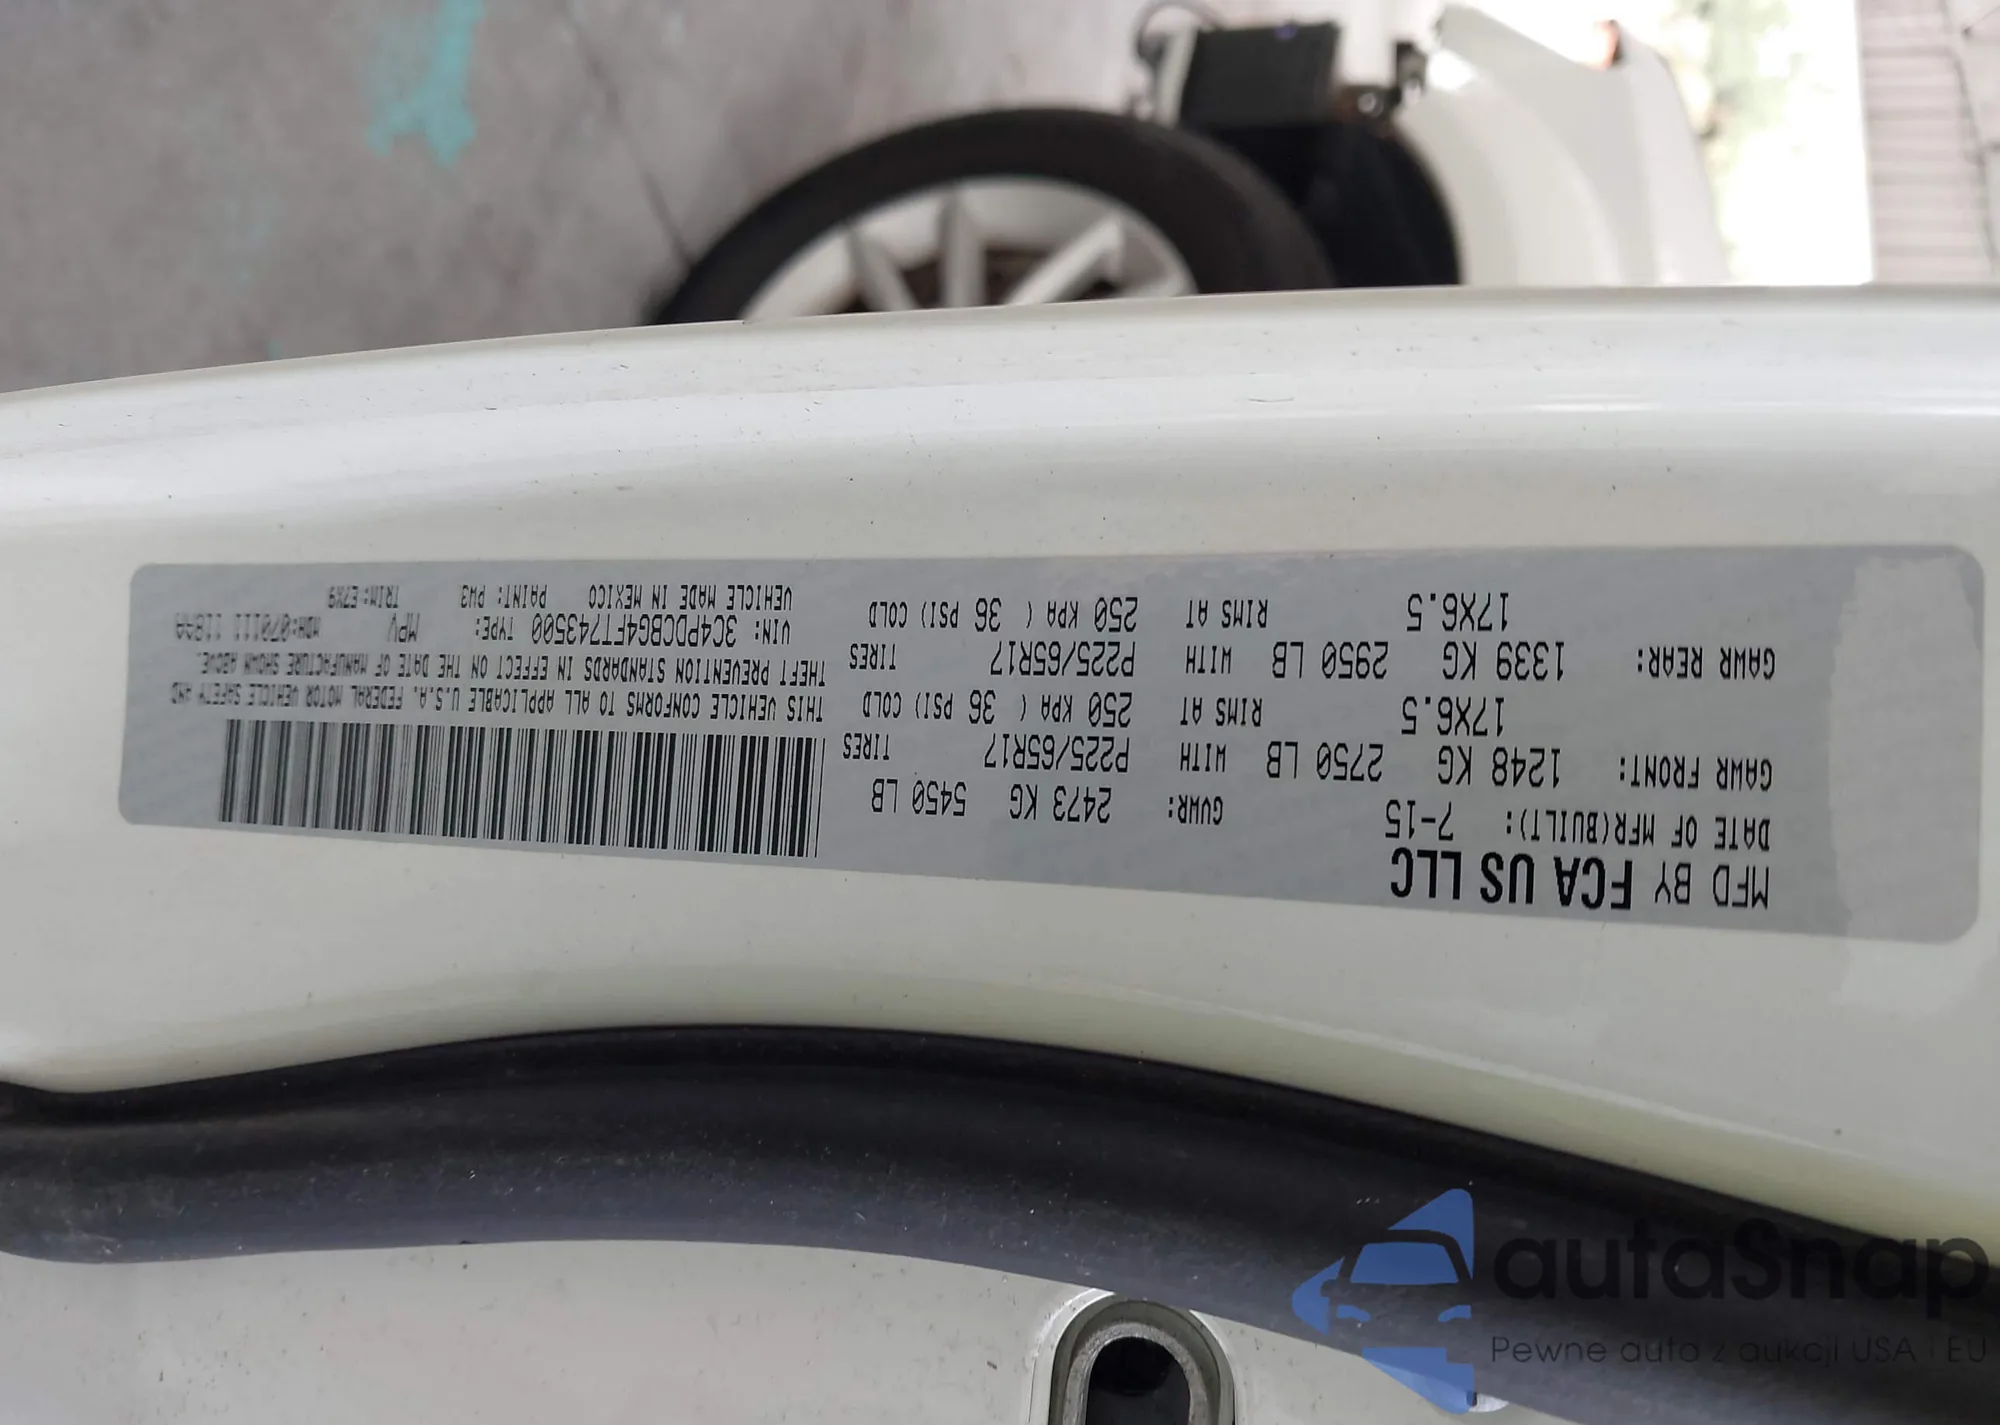 MFD BY FCA US LLC
DATE OF MFR(BUILT): 7-15 GVWR: 2473 KG 5450 LB
GAWR FRONT: 1248 KG 2750 LB WITH P225/65R17 TIRES
17X6.5 RIMS AT 250 KPA ( 36 PSI) COLD
GAWR REAR: 1339 KG 2950 LB WITH P225/65R17 TIRES
17X6.5 RIMS AT 250 KPA ( 36 PSI) COLD
THIS VEHICLE CONFORMS TO ALL APPLICABLE U.S.A. FEDERAL MOTOR VEHICLE SAFETY AND
THEFT PREVENTION STANDARDS IN EFFECT ON THE DATE OF MANUFACTURE SHOWN ABOVE.
VIN: 3C4PDCBG4FT743500 TYPE: MPV MDH:070111
VEHICLE MADE IN MEXICO PAINT: PW3 TRIM: E7X9
autaSnap
Pewne auta z aukcji USA i EU